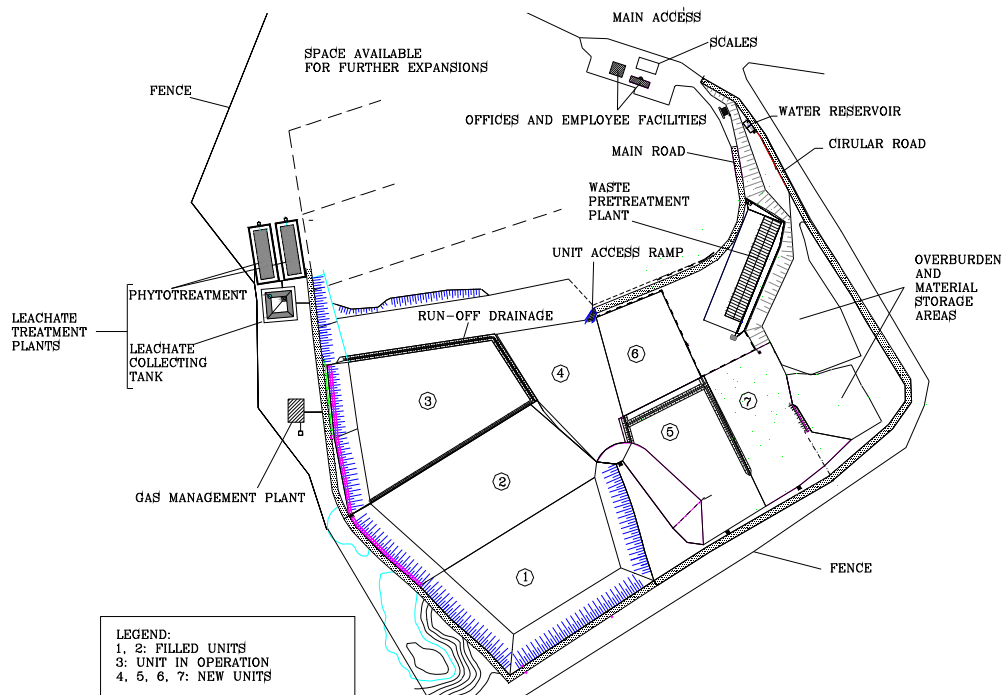 MAIN ACCESS
SCALES
SPACE AVAILABLE
FOR FURTHER EXPANSIONS
FENCE
OFFICES AND EMPLOYEE FACILITIES
WATER RESERVOIR
MAIN ROAD
CIRULAR ROAD
WASTE
PRETREATMENT
PLANT
UNIT ACCESS RAMP
OVERBURDEN
AND
MATERIAL
STORAGE
AREAS
PHYTOTREATMENT
LEACHATE
TREATMENT
PLANTS
LEACHATE
COLLECTING
TANK
RUN-OFF DRAINAGE
6
4
3
7
5
2
1
GAS MANAGEMENT PLANT
FENCE
LEGEND:
1, 2: FILLED UNITS
3: UNIT IN OPERATION
4, 5, 6, 7: NEW UNITS